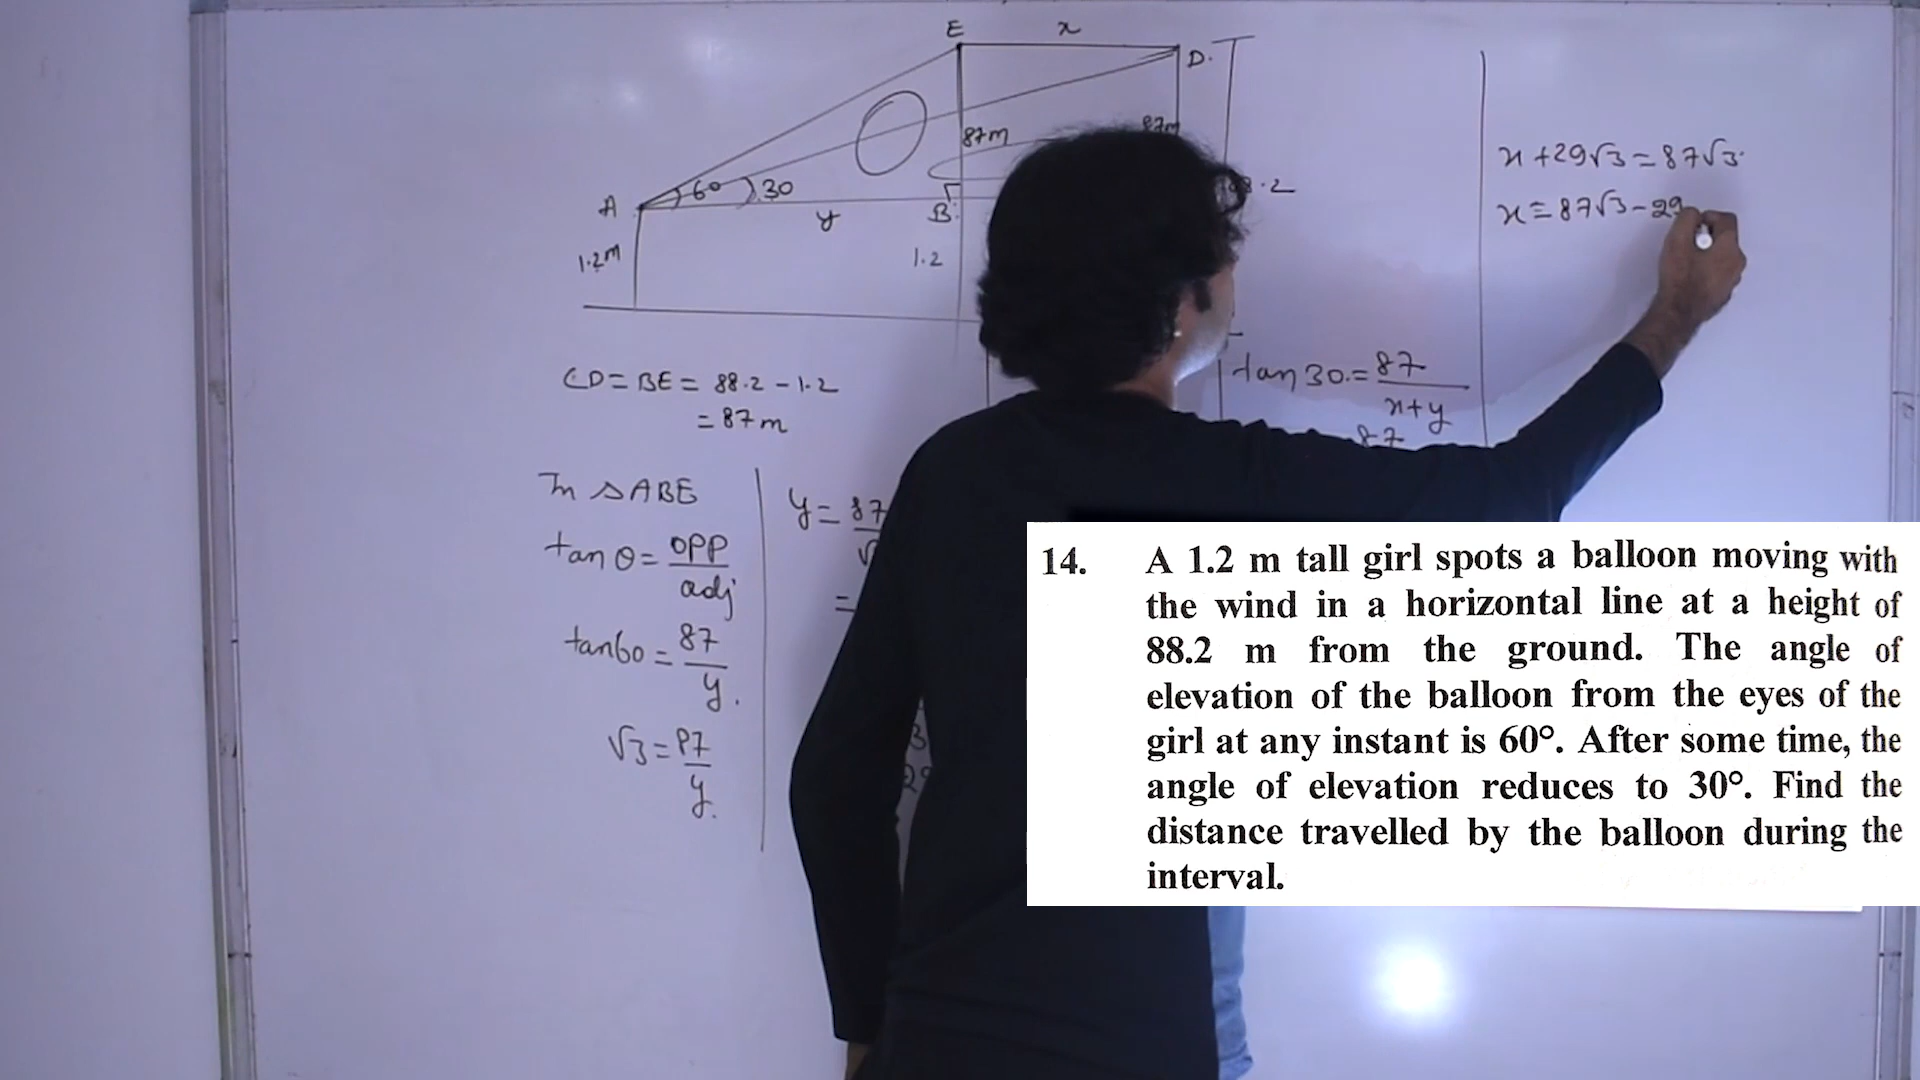 E
x
D.
87m
87m
A
60
30
y
B
1.2m
1.2
.2
CD = BE = 88.2 - 1.2
= 87m
In △ABE
tan θ = opp
adj
tan60 = 87
y.
√3 = 87
y.
y = 87
√
=
3
29
tan 30. = 87
x+y
87
x + 29√3 = 87√3.
x = 87√3 - 29
14. A 1.2 m tall girl spots a balloon moving with
the wind in a horizontal line at a height of
88.2 m from the ground. The angle of
elevation of the balloon from the eyes of the
girl at any instant is 60°. After some time, the
angle of elevation reduces to 30°. Find the
distance travelled by the balloon during the
interval.